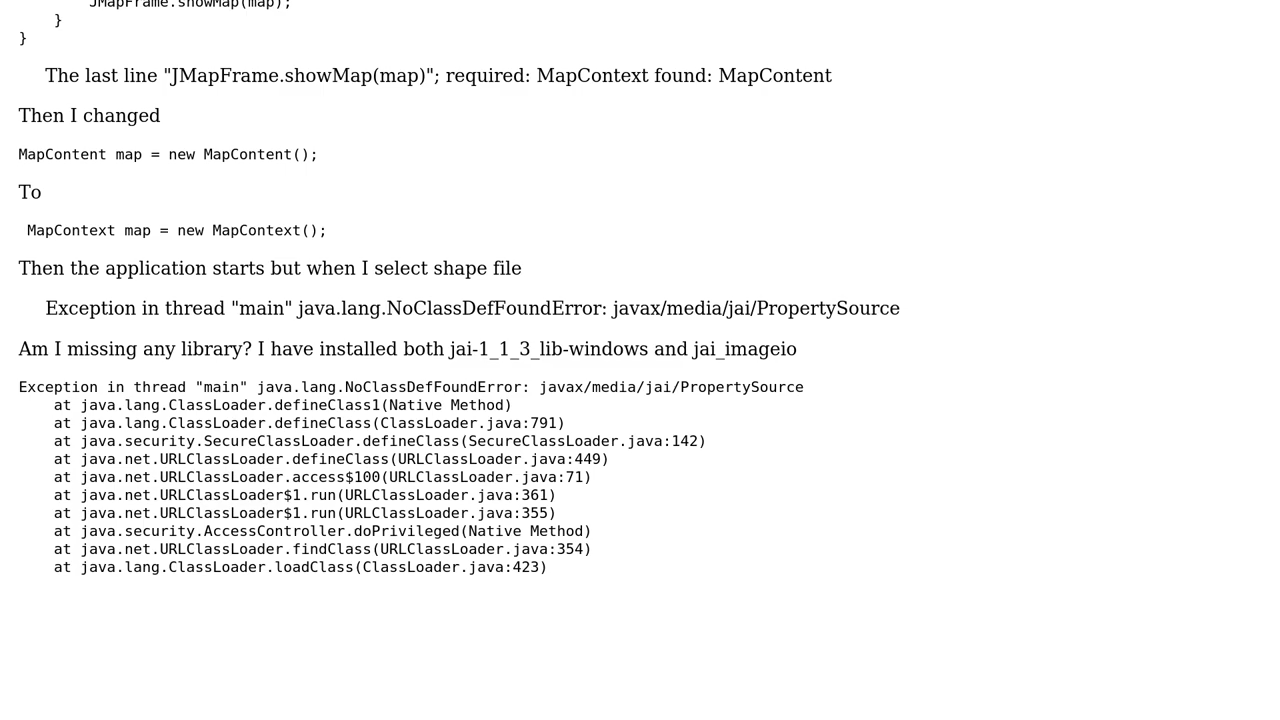 JMapFrame.showMap(map);
}
}
The last line "JMapFrame.showMap(map)"; required: MapContext found: MapContent
Then I changed
MapContent map = new MapContent();
To
MapContext map = new MapContext();
Then the application starts but when I select shape file
Exception in thread "main" java.lang.NoClassDefFoundError: javax/media/jai/PropertySource
Am I missing any library? I have installed both jai-1_1_3_lib-windows and jai_imageio
Exception in thread "main" java.lang.NoClassDefFoundError: javax/media/jai/PropertySource
at java.lang.ClassLoader.defineClass1(Native Method)
at java.lang.ClassLoader.defineClass(ClassLoader.java:791)
at java.security.SecureClassLoader.defineClass(SecureClassLoader.java:142)
at java.net.URLClassLoader.defineClass(URLClassLoader.java:449)
at java.net.URLClassLoader.access$100(URLClassLoader.java:71)
at java.net.URLClassLoader$1.run(URLClassLoader.java:361)
at java.net.URLClassLoader$1.run(URLClassLoader.java:355)
at java.security.AccessController.doPrivileged(Native Method)
at java.net.URLClassLoader.findClass(URLClassLoader.java:354)
at java.lang.ClassLoader.loadClass(ClassLoader.java:423)